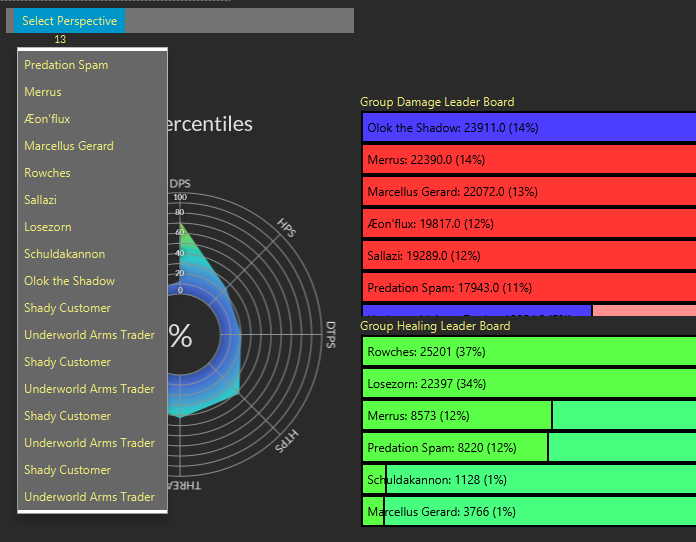 Select Perspective
13
Predation Spam
Merrus
Æon'flux
Marcellus Gerard
Rowches
Sallazi
Losezorn
Schuldakannon
Olok the Shadow
Shady Customer
Underworld Arms Trader
Shady Customer
Underworld Arms Trader
Shady Customer
Underworld Arms Trader
Shady Customer
Underworld Arms Trader
ercentiles
DPS
100
80
60
40
20
0
HPS
DTPS
HTPS
THREA
%
Group Damage Leader Board
Olok the Shadow: 23911.0 (14%)
Merrus: 22390.0 (14%)
Marcellus Gerard: 22072.0 (13%)
Æon'flux: 19817.0 (12%)
Sallazi: 19289.0 (12%)
Predation Spam: 17943.0 (11%)
Group Healing Leader Board
Rowches: 25201 (37%)
Losezorn: 22397 (34%)
Merrus: 8573 (12%)
Predation Spam: 8220 (12%)
Schuldakannon: 1128 (1%)
Marcellus Gerard: 3766 (1%)